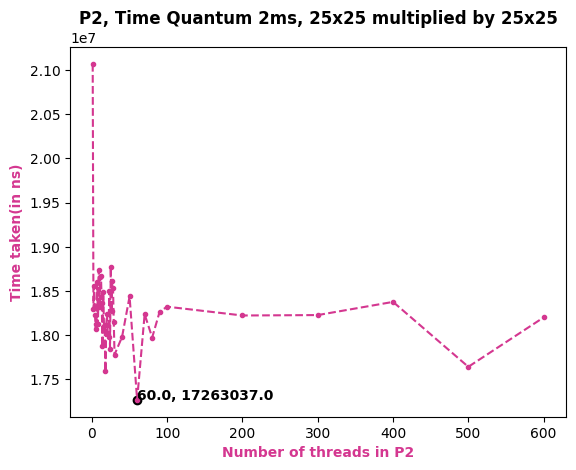 P2, Time Quantum 2ms, 25x25 multiplied by 25x25
1e7
2.10
2.05
2.00
1.95
1.90
1.85
1.80
1.75
Time taken(in ns)
60.0, 17263037.0
0 100 200 300 400 500 600
Number of threads in P2